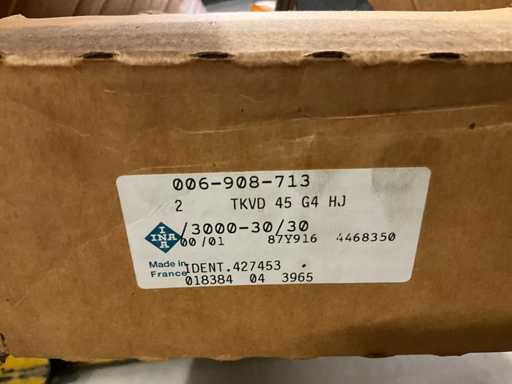 006-908-713
2 TKVD 45 G4 HJ
/3000-30/30
00/01 87Y916 4468350
INA
INA
Made in
France
IDENT.427453
018384 04 3965